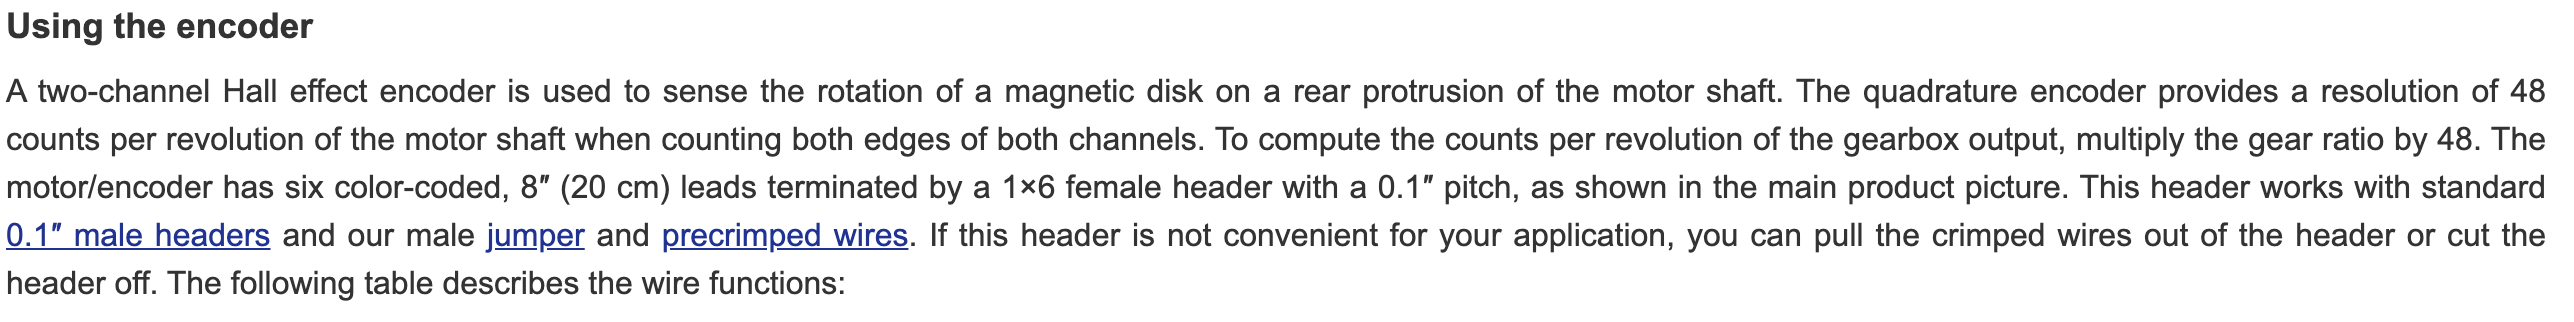 Using the encoder
A two-channel Hall effect encoder is used to sense the rotation of a magnetic disk on a rear protrusion of the motor shaft. The quadrature encoder provides a resolution of 48
counts per revolution of the motor shaft when counting both edges of both channels. To compute the counts per revolution of the gearbox output, multiply the gear ratio by 48. The
motor/encoder has six color-coded, 8″ (20 cm) leads terminated by a 1×6 female header with a 0.1″ pitch, as shown in the main product picture. This header works with standard
0.1″ male headers and our male jumper and precrimped wires. If this header is not convenient for your application, you can pull the crimped wires out of the header or cut the
header off. The following table describes the wire functions: